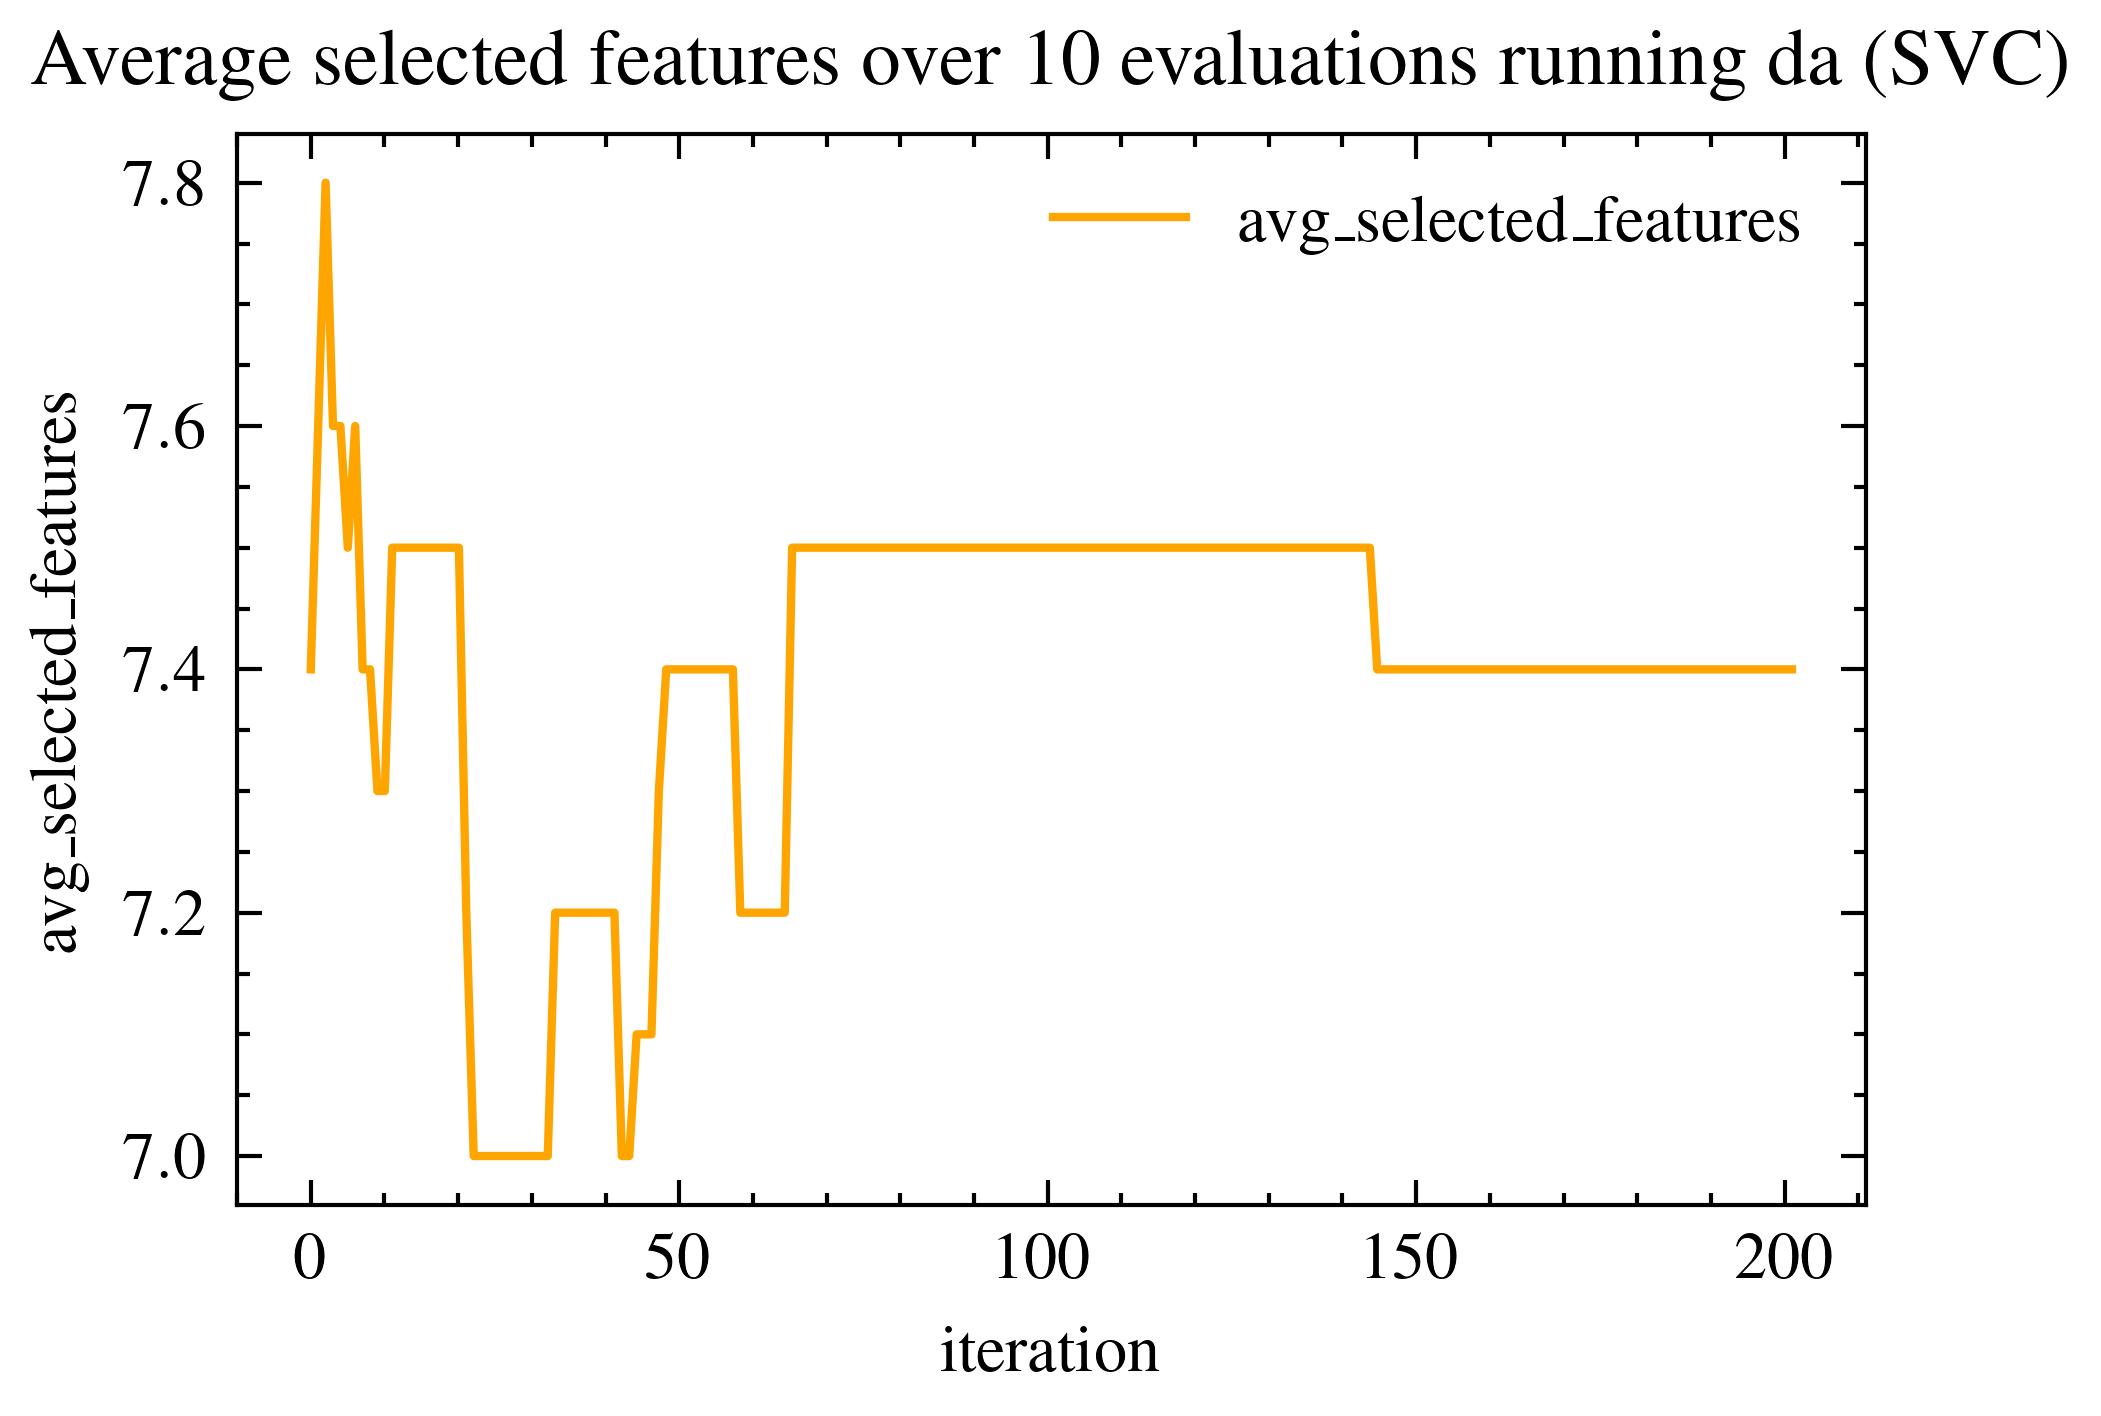 Average selected features over 10 evaluations running da (SVC)
avg_selected_features
7.8
7.6
7.4
7.2
7.0
avg_selected_features
0 50 100 150 200
iteration